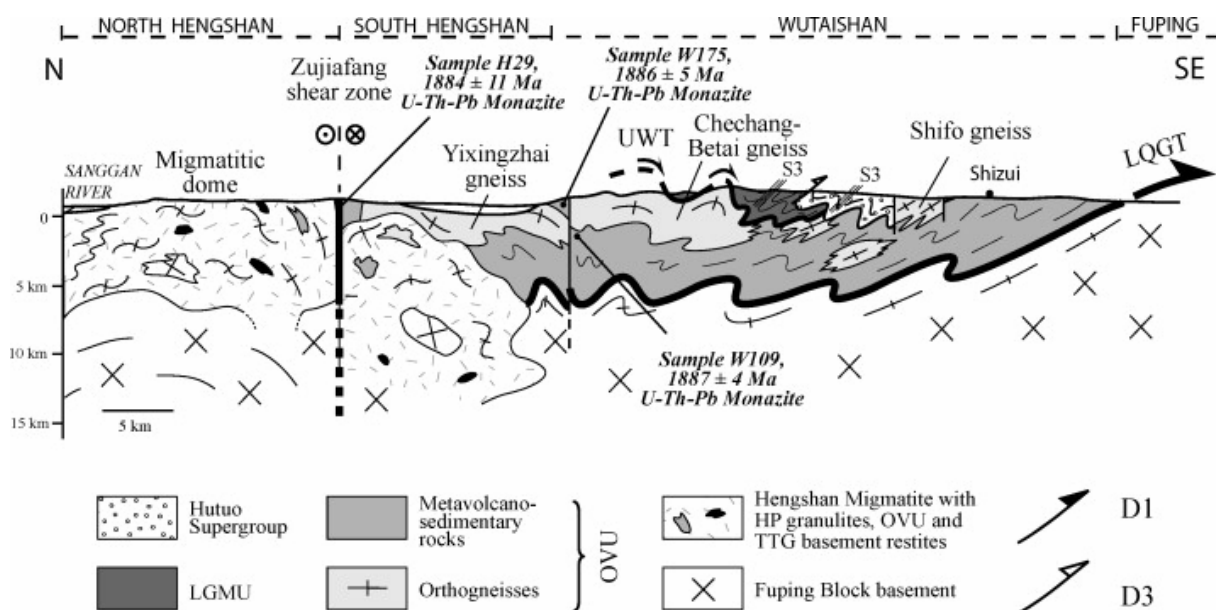 NORTH HENGSHAN
SOUTH HENGSHAN
WUTAISHAN
FUPING
N
SE
Zujiafang
shear zone
Sample H29,
1884 ± 11 Ma
U-Th-Pb Monazite
Sample W175,
1886 ± 5 Ma
U-Th-Pb Monazite
SANGGAN
RIVER
Migmatitic
dome
Yixingzhai
gneiss
UWT
Chechang-
Betai gneiss
S3
S3
Shifo gneiss
Shizui
LQGT
0
5 km
10 km
15 km
5 km
Sample W109,
1887 ± 4 Ma
U-Th-Pb Monazite
Hutuo
Supergroup
LGMU
Metavolcano-
sedimentary
rocks
Orthogneisses
OVU
Hengshan Migmatite with
HP granulites, OVU and
TTG basement restites
Fuping Block basement
D1
D3